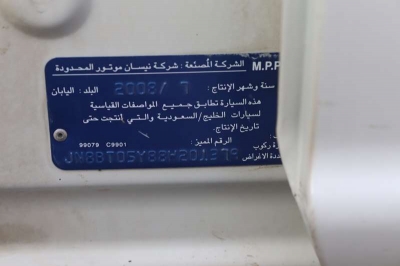 الشركة المصنعة: شركة نيسان موتور المحدودة
M.P.P
سنة وشهر الإنتاج: 2008/ 7 البلد: اليابان
هذه السيارة تطابق جميع المواصفات القياسية
لسيارات الخليج/السعودية والتي أنتجت حتى
تاريخ الإنتاج.
الرقم المميز:
99079 C9901